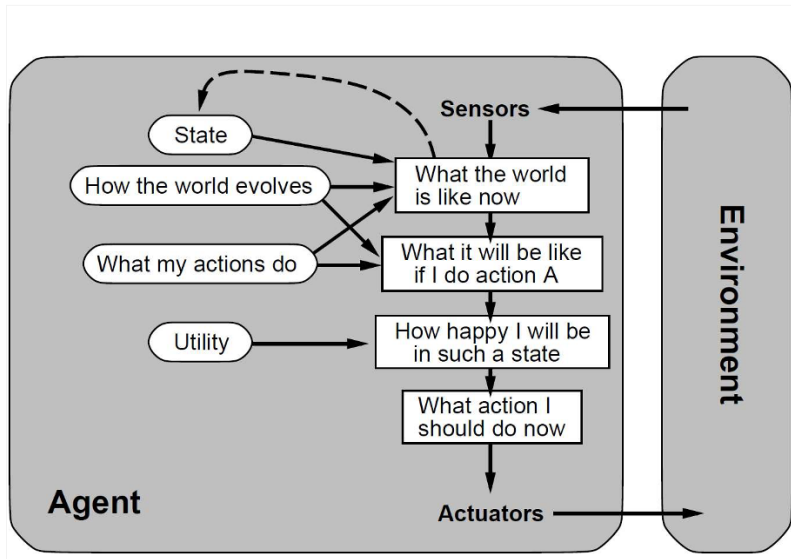 Sensors
State
What the world
is like now
How the world evolves
What it will be like
if I do action A
What my actions do
How happy I will be
in such a state
Utility
What action I
should do now
Agent
Actuators
Environment